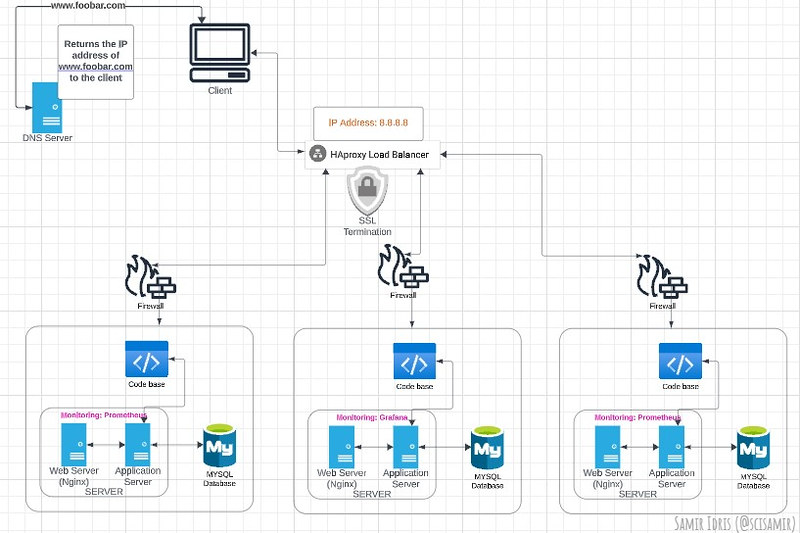 www.foobar.com
Returns the IP
address of
www.foobar.com
to the client
Client
DNS Server
IP Address: 8.8.8.8
HAproxy Load Balancer
SSL
Termination
Firewall
Firewall
Firewall
Code base
Code base
Code base
Monitoring: Prometheus
Web Server
(Nginx)
Application
Server
SERVER
My
MYSQL
Database
Monitoring: Grafana
Web Server
(Nginx)
Application
Server
SERVER
My
MYSQL
Database
Monitoring: Prometheus
Web Server
(Nginx)
Application
Server
SERVER
My
MYSQL
Database
Samir Idris (@scisamir)